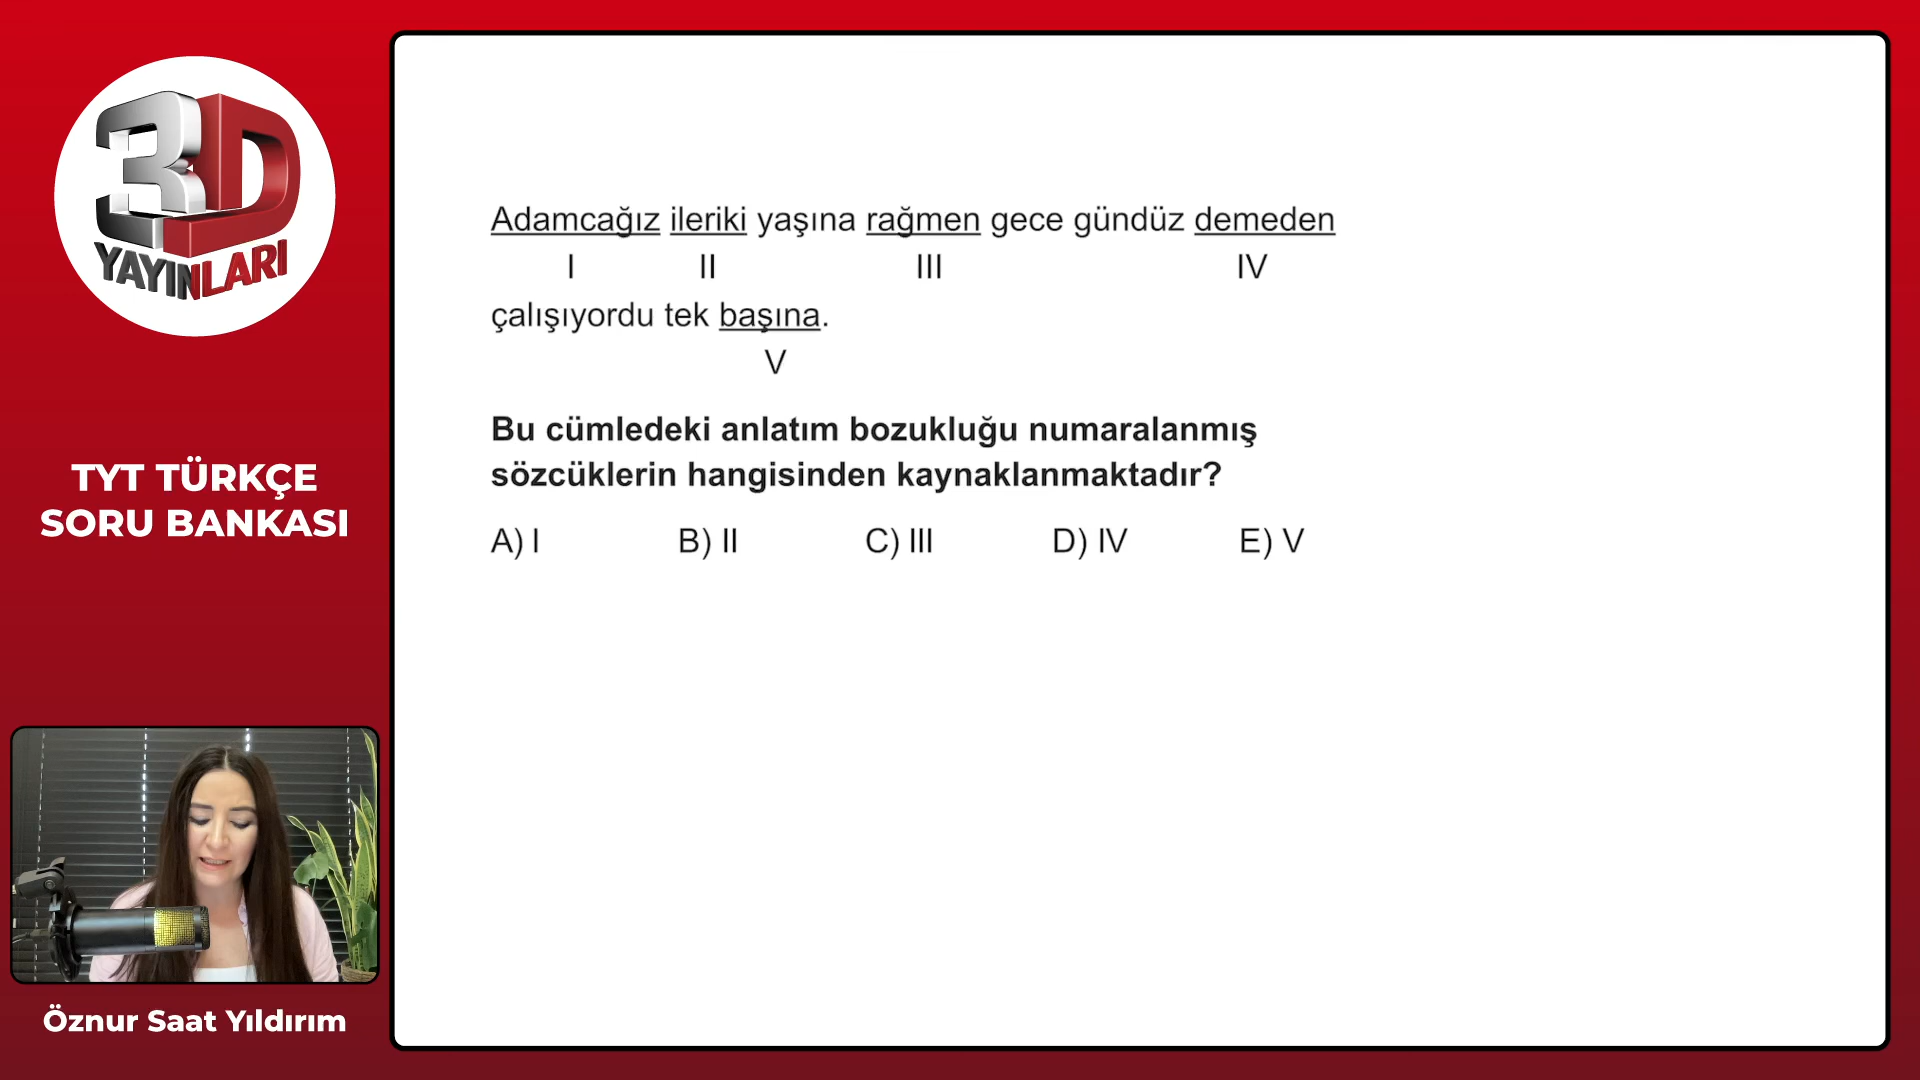 3D
YAYINLARI
TYT TÜRKÇE
SORU BANKASI
Öznur Saat Yıldırım
Adamcağız ileriki yaşına rağmen gece gündüz demeden
I II III IV
çalışıyordu tek başına.
V
Bu cümledeki anlatım bozukluğu numaralanmış
sözcüklerin hangisinden kaynaklanmaktadır?
A) I B) II C) III D) IV E) V